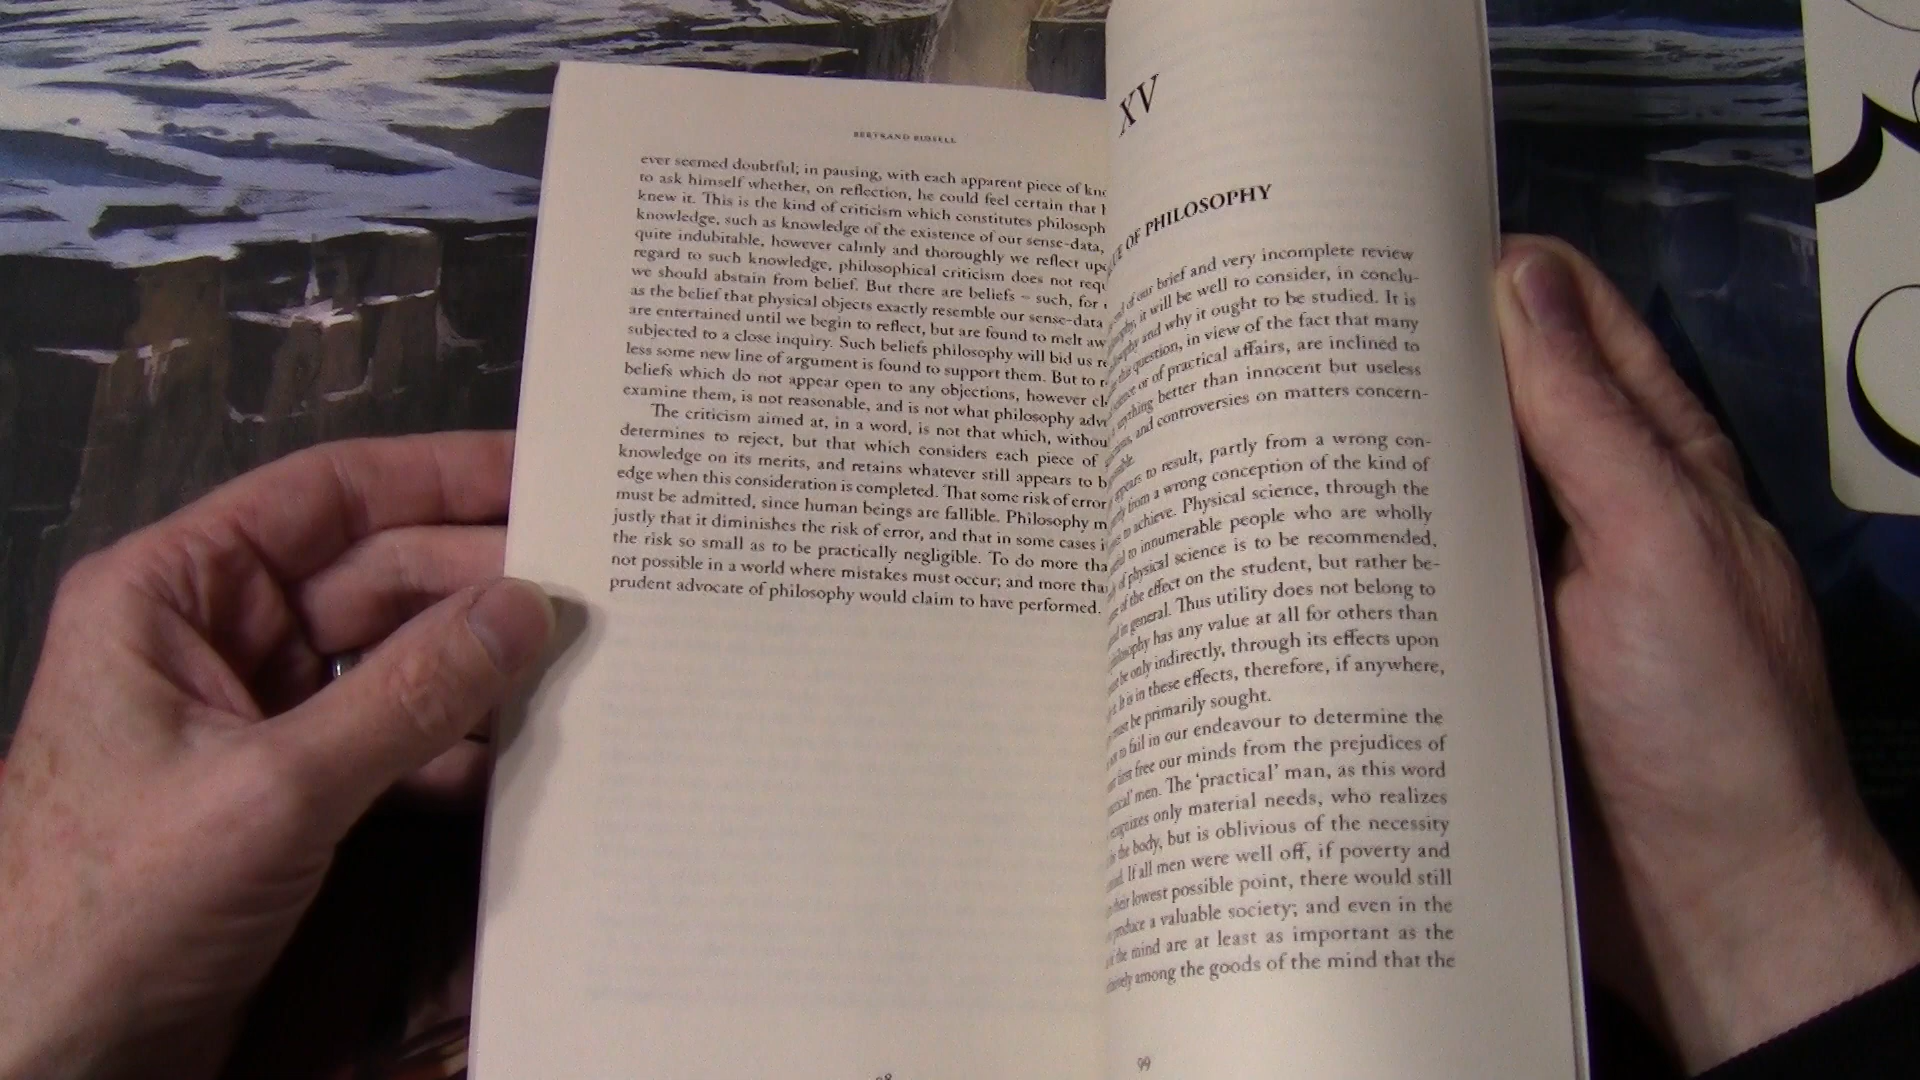 BERTRAND RUSSELL
ever seemed doubtful; in pausing, with each apparent piece of
to ask himself whether, on reflection, he could feel certain that
knew it. This is the kind of criticism which constitutes
knowledge, such as knowledge of the existence of our sense-data,
quite indubitable, however calmly and thoroughly we reflect
regard to such knowledge, philosophical criticism does not
we should abstain from belief. But there are beliefs – such, for
as the belief that physical objects exactly resemble our sense-data
are entertained until we begin to reflect, but are found to melt
subjected to a close inquiry. Such beliefs philosophy will bid us
less some new line of argument is found to support them. But to
beliefs which do not appear open to any objections, however
examine them, is not reasonable, and is not what philosophy
The criticism aimed at, in a word, is not that which,
determines to reject, but that which considers each piece of
knowledge on its merits, and retains whatever still appears to
edge when this consideration is completed. That some risk of error
must be admitted, since human beings are fallible. Philosophy
justly that it diminishes the risk of error, and that in some cases
the risk so small as to be practically negligible. To do more
not possible in a world where mistakes must occur; and more
prudent advocate of philosophy would claim to have performed.
XV
OF PHILOSOPHY
of our brief and very incomplete review
it will be well to consider, in conclu-
and why it ought to be studied. It is
this question, in view of the fact that many
or of practical affairs, are inclined to
anything better than innocent but useless
and controversies on matters concern-
to result, partly from a wrong con-
from a wrong conception of the kind of
to achieve. Physical science, through the
to innumerable people who are wholly
of physical science is to be recommended,
of the effect on the student, but rather be-
in general. Thus utility does not belong to
has any value at all for others than
be only indirectly, through its effects upon
It is in these effects, therefore, if anywhere,
must be primarily sought.
to fail in our endeavour to determine the
first free our minds from the prejudices of
men. The ‘practical’ man, as this word
only material needs, who realizes
the body, but is oblivious of the necessity
If all men were well off, if poverty and
their lowest possible point, there would still
produce a valuable society; and even in the
the mind are at least as important as the
among the goods of the mind that the
99